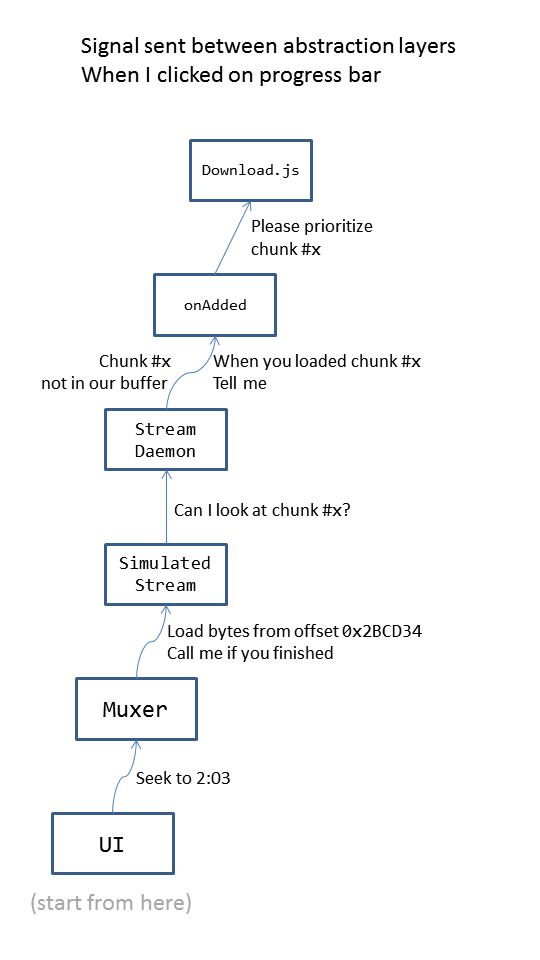 Signal sent between abstraction layers
When I clicked on progress bar
Download.js
Please prioritize
chunk #x
onAdded
Chunk #x
not in our buffer
When you loaded chunk #x
Tell me
Stream
Daemon
Can I look at chunk #x?
Simulated
Stream
Load bytes from offset 0x2BCD34
Call me if you finished
Muxer
Seek to 2:03
UI
(start from here)